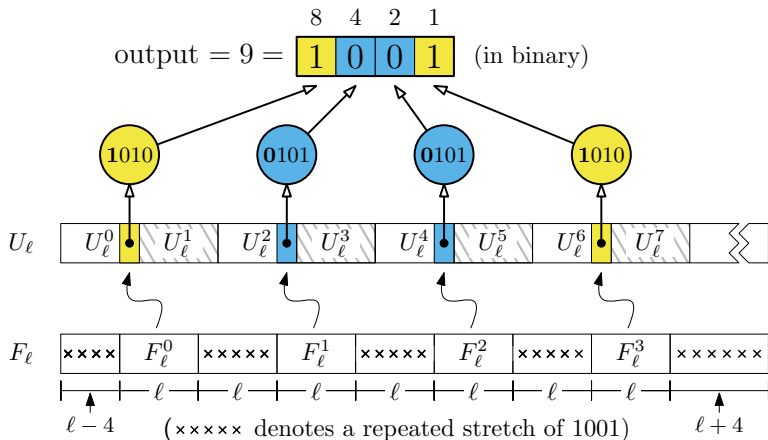 8 4 2 1
output = 9 = 1 0 0 1 (in binary)
1010 0101 0101 1010
U_ℓ U_ℓ^0 U_ℓ^1 U_ℓ^2 U_ℓ^3 U_ℓ^4 U_ℓ^5 U_ℓ^6 U_ℓ^7
F_ℓ ×××× F_ℓ^0 ××××× F_ℓ^1 ××××× F_ℓ^2 ××××× F_ℓ^3 ××××××
ℓ ℓ ℓ ℓ ℓ ℓ ℓ
ℓ − 4 (××××× denotes a repeated stretch of 1001) ℓ + 4